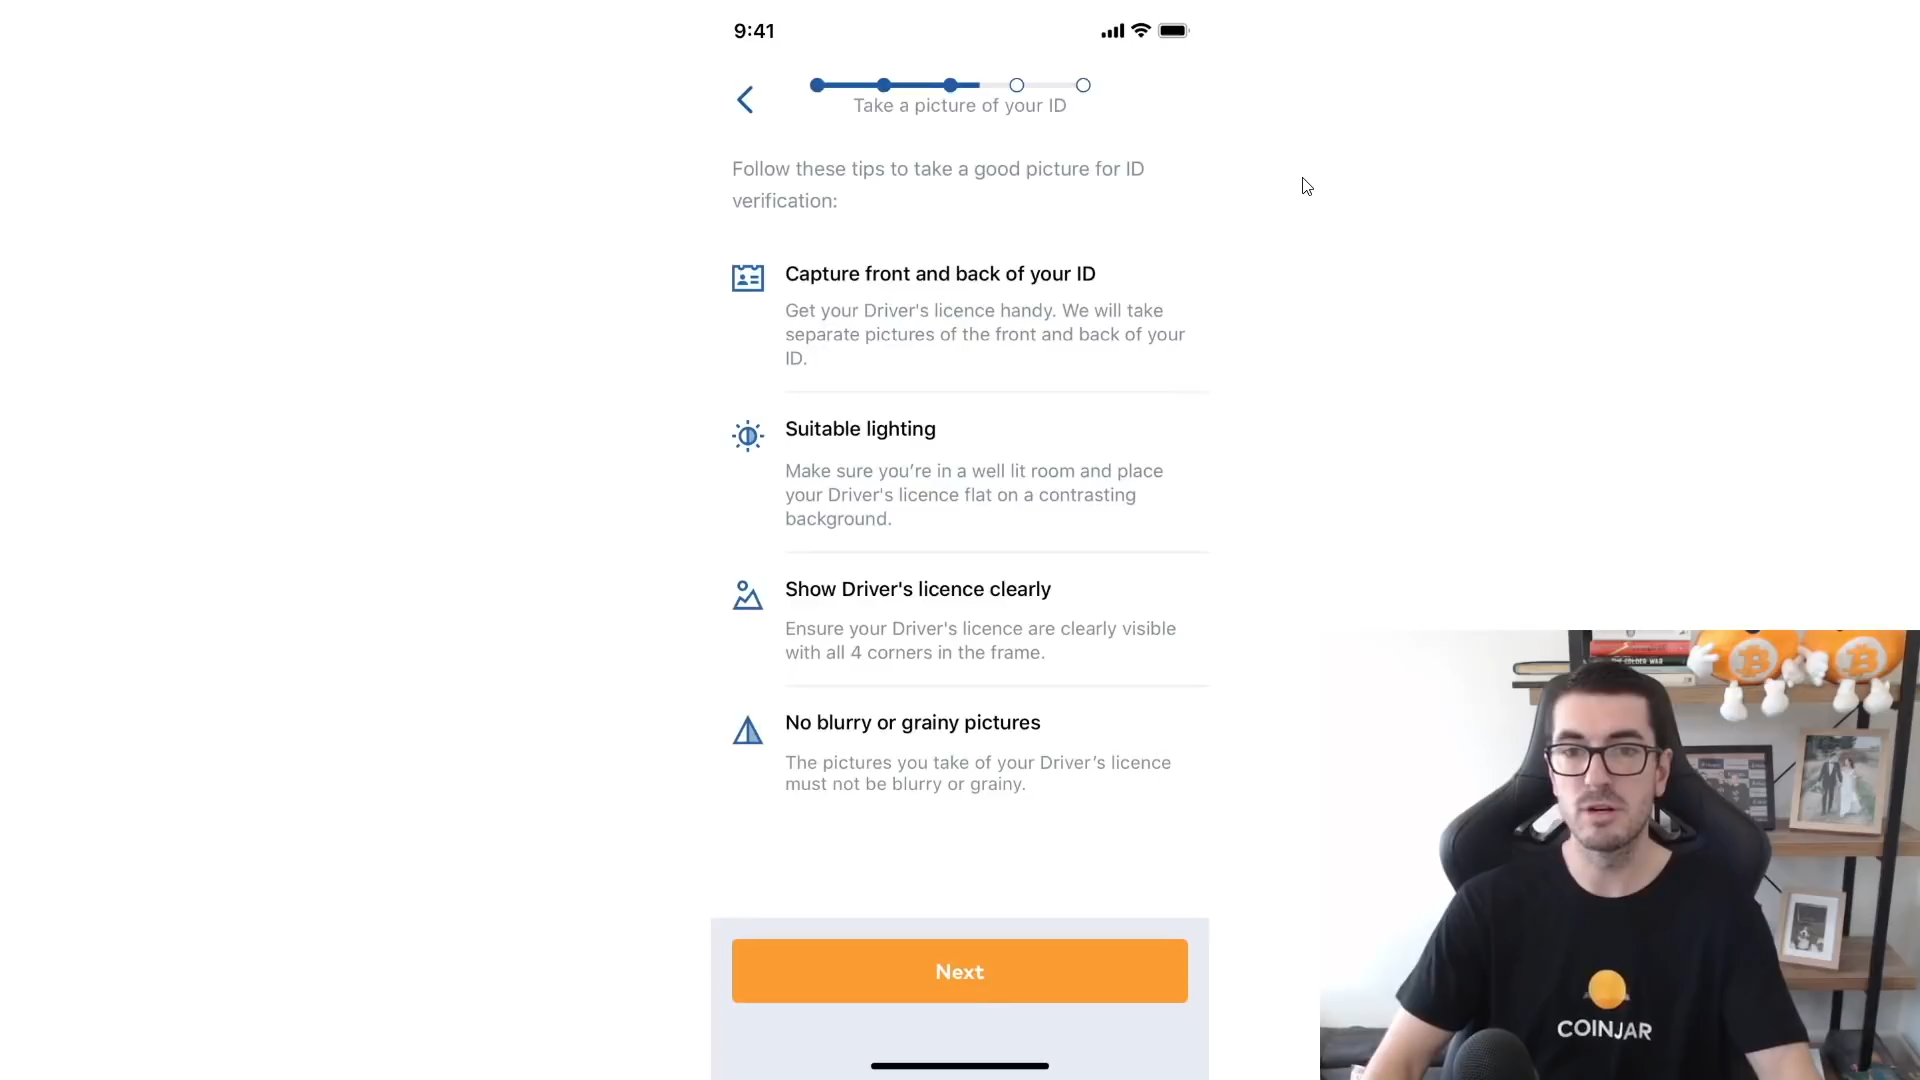 9:41
Take a picture of your ID
Follow these tips to take a good picture for ID
verification:
Capture front and back of your ID
Get your Driver's licence handy. We will take
separate pictures of the front and back of your
ID.
Suitable lighting
Make sure you’re in a well lit room and place
your Driver's licence flat on a contrasting
background.
Show Driver's licence clearly
Ensure your Driver's licence are clearly visible
with all 4 corners in the frame.
No blurry or grainy pictures
The pictures you take of your Driver’s licence
must not be blurry or grainy.
Next
COINJAR